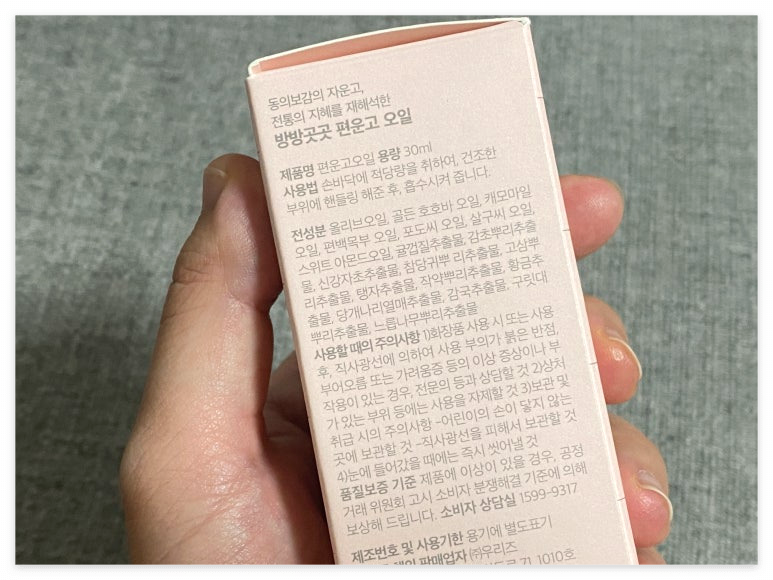 동의보감의 자운고,
전통의 지혜를 재해석한
방방곳곳 편운고 오일
제품명 편운고오일 용량 30ml
사용법 손바닥에 적당량을 취하여, 건조한
부위에 핸들링 해준 후, 흡수시켜 줍니다.
전성분 올리브오일, 골든 호호바 오일, 캐모마일
오일, 편백목부 오일, 포도씨 오일, 살구씨 오일,
스위트 아몬드오일, 귤껍질추출물, 감초뿌리추출
물, 신강자초추출물, 참당귀뿌리추출물, 고삼뿌
리추출물, 탱자추출물, 작약뿌리추출물, 황금추
출물, 당개나리열매추출물, 감국추출물, 구릿대
뿌리추출물, 느릅나무뿌리추출물
사용할 때의 주의사항 1)화장품 사용 시 또는 사용
후, 직사광선에 의하여 사용 부위가 붉은 반점,
부어오름 또는 가려움증 등의 이상 증상이나 부
작용이 있는 경우, 전문의 등과 상담할 것 2)상처
가 있는 부위 등에는 사용을 자제할 것 3)보관 및
취급 시의 주의사항 -어린이의 손이 닿지 않는
곳에 보관할 것 -직사광선을 피해서 보관할 것
4)눈에 들어갔을 때에는 즉시 씻어낼 것
품질보증 기준 제품에 이상이 있을 경우, 공정
거래 위원회 고시 소비자 분쟁해결 기준에 의해
보상해 드립니다. 소비자 상담실 1599-9317
제조번호 및 사용기한 용기에 별도표기
판매업자 ㈜우리즈
71, 1010호